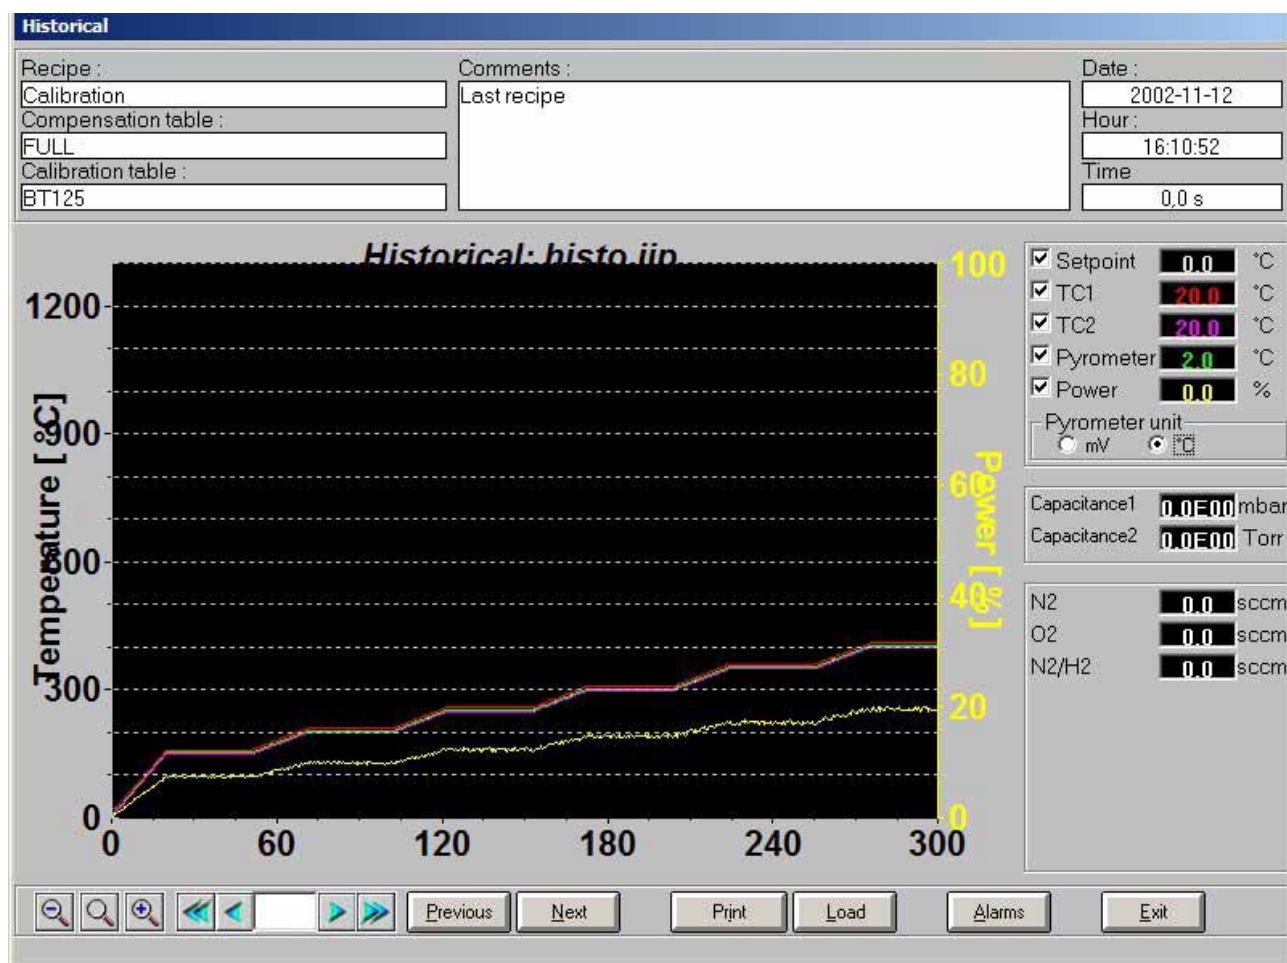 Historical
Recipe :
Calibration
Compensation table :
FULL
Calibration table :
BT125
Comments :
Last recipe
Date :
2002-11-12
Hour :
16:10:52
Time
0,0 s
Historical: histo.jip
Temperature [ °C]
1200
900
600
300
0
0 60 120 180 240 300
100
80
60
40
20
0
Power [ %]
Setpoint 0.0 °C
TC1 20.0 °C
TC2 20.0 °C
Pyrometer 2.0 °C
Power 0.0 %
Pyrometer unit
mV °C
Capacitance1 0.0E00 mbar
Capacitance2 0.0E00 Torr
N2 0.0 sccm
O2 0.0 sccm
N2/H2 0.0 sccm
Previous Next Print Load Alarms Exit